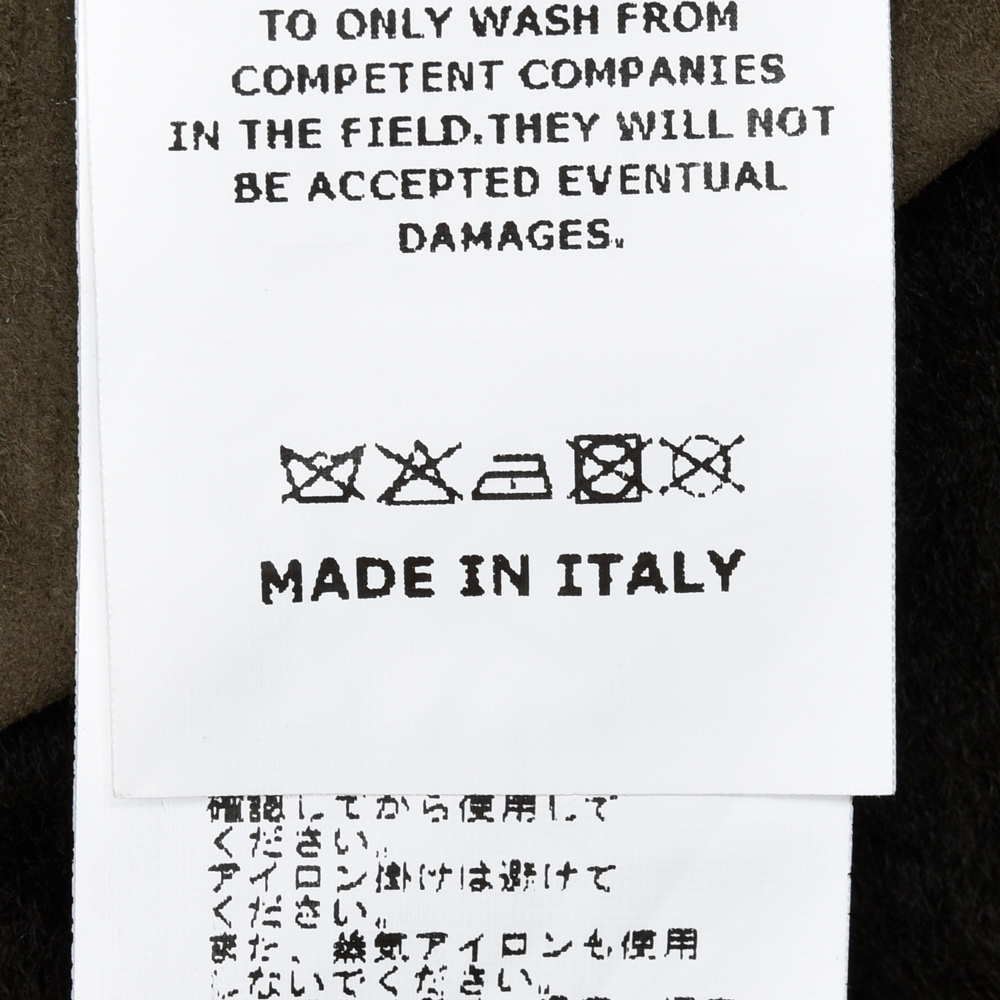 TO ONLY WASH FROM
COMPETENT COMPANIES
IN THE FIELD.THEY WILL NOT
BE ACCEPTED EVENTUAL
DAMAGES.
MADE IN ITALY
確認してから使用して
ください。
アイロン掛けは避けて
ください。
また、蒸気アイロンも使用
しないでください。